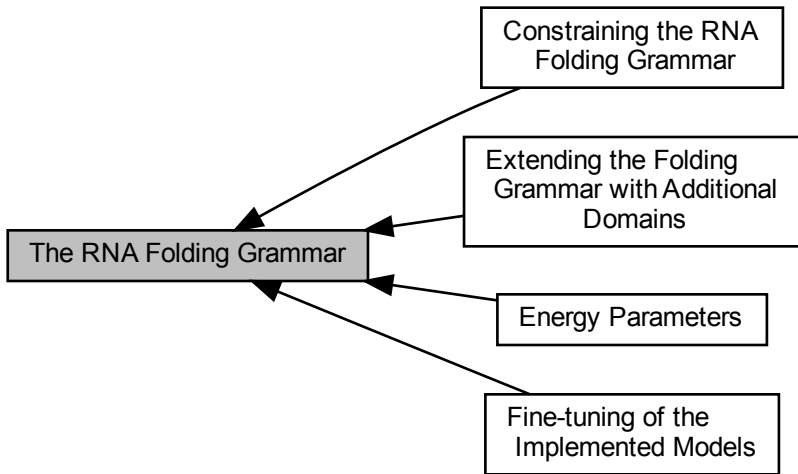 Constraining the RNA
Folding Grammar
Extending the Folding
Grammar with Additional
Domains
The RNA Folding Grammar
Energy Parameters
Fine-tuning of the
Implemented Models